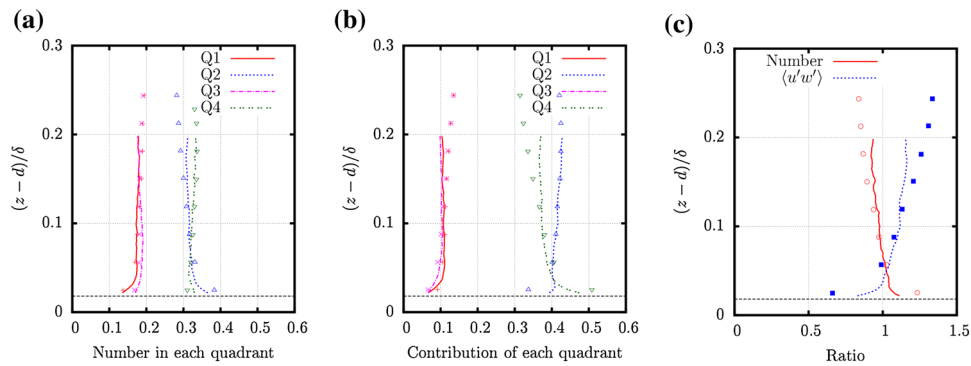 (a)
0.3
0.2
0.1
0
(z − d)/δ
Q1
Q2
Q3
Q4
0 0.1 0.2 0.3 0.4 0.5 0.6
Number in each quadrant
(b)
0.3
0.2
0.1
0
(z − d)/δ
Q1
Q2
Q3
Q4
0 0.1 0.2 0.3 0.4 0.5 0.6
Contribution of each quadrant
(c)
0.3
0.2
0.1
0
(z − d)/δ
Number
⟨u′w′⟩
0 0.5 1 1.5
Ratio